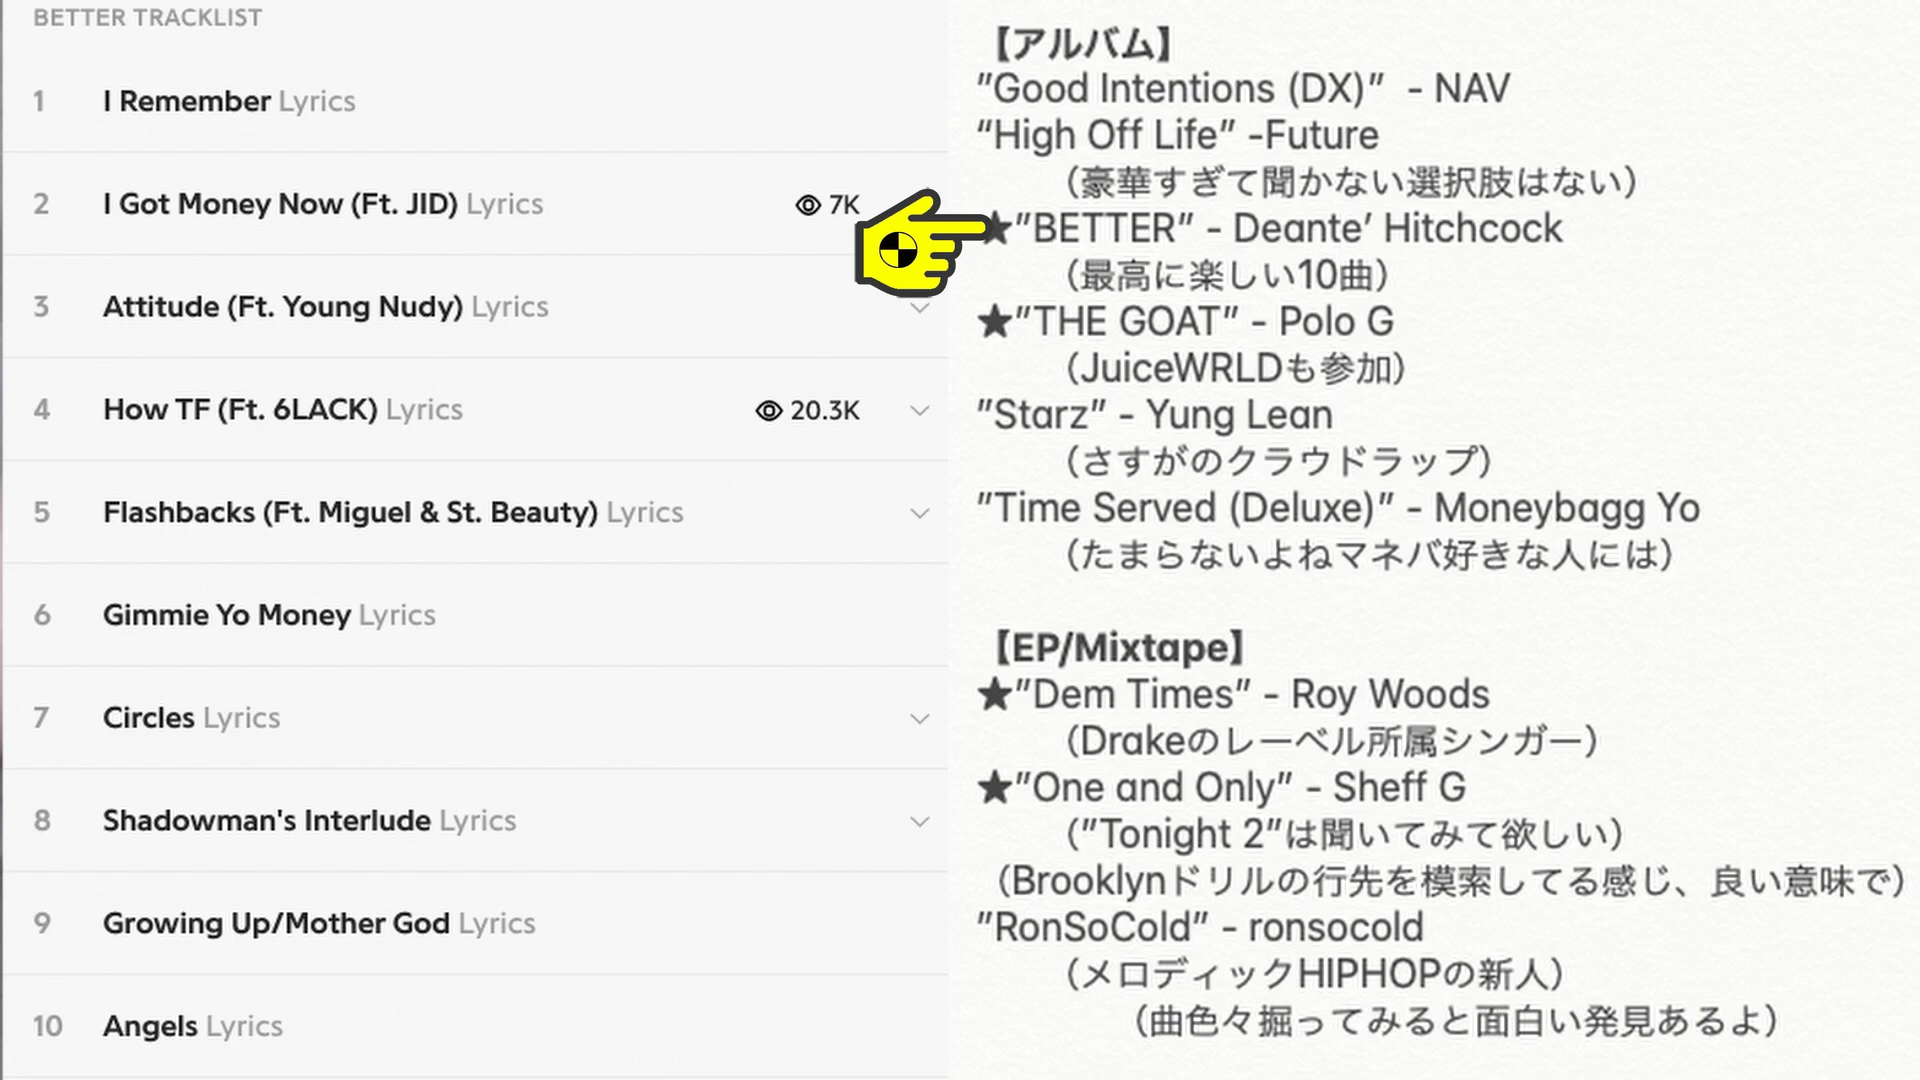 BETTER TRACKLIST
1 I Remember Lyrics
2 I Got Money Now (Ft. JID) Lyrics 7K
3 Attitude (Ft. Young Nudy) Lyrics
4 How TF (Ft. 6LACK) Lyrics 20.3K
5 Flashbacks (Ft. Miguel & St. Beauty) Lyrics
6 Gimmie Yo Money Lyrics
7 Circles Lyrics
8 Shadowman's Interlude Lyrics
9 Growing Up/Mother God Lyrics
10 Angels Lyrics
【アルバム】
”Good Intentions (DX)” - NAV
“High Off Life” -Future
（豪華すぎて聞かない選択肢はない）
★”BETTER” - Deante’ Hitchcock
（最高に楽しい10曲）
★”THE GOAT” - Polo G
（JuiceWRLDも参加）
”Starz” - Yung Lean
（さすがのクラウドラップ）
”Time Served (Deluxe)” - Moneybagg Yo
（たまらないよねマネバ好きな人には）
【EP/Mixtape】
★”Dem Times” - Roy Woods
（Drakeのレーベル所属シンガー）
★”One and Only” - Sheff G
（”Tonight 2”は聞いてみて欲しい）
（Brooklynドリルの行先を模索してる感じ、良い意味で）
”RonSoCold” - ronsocold
（メロディックHIPHOPの新人）
（曲色々掘ってみると面白い発見あるよ）